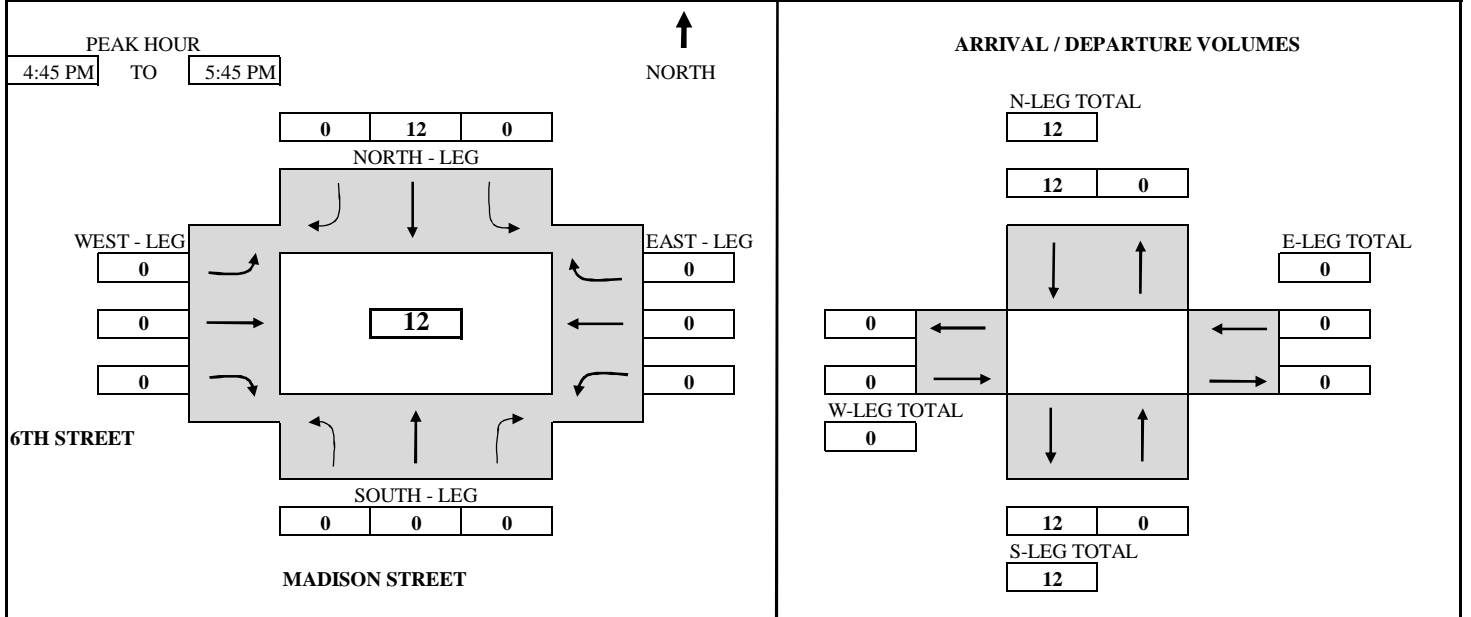 PEAK HOUR
4:45 PM TO 5:45 PM
NORTH
0 12 0
NORTH - LEG
WEST - LEG EAST - LEG
0 0
0 12 0
0 0
6TH STREET
SOUTH - LEG
0 0 0
MADISON STREET
ARRIVAL / DEPARTURE VOLUMES
N-LEG TOTAL
12
12 0
E-LEG TOTAL
0
0 0
0 0
W-LEG TOTAL
0
12 0
S-LEG TOTAL
12